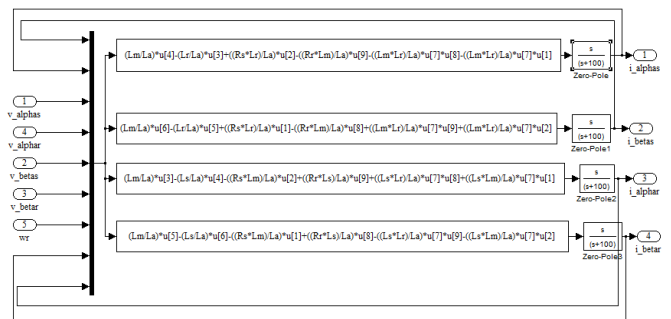 (Lm/La)*u[4]-(Lr/La)*u[3]+((Rs*Lr)/La)*u[2]-((Rr*Lm)/La)*u[9]-((Lm*Lr)/La)*u[7]*u[8]-((Lm*Lr)/La)*u[7]*u[1]
s
(s+100)
Zero-Pole
1
i_alphas
1
v_alphas
4
v_alphar
2
v_betas
3
v_betar
5
wr
(Lm/La)*u[6]-(Lr/La)*u[5]+((Rs*Lr)/La)*u[1]-((Rr*Lm)/La)*u[8]+((Lm*Lr)/La)*u[7]*u[9]+((Lm*Lr)/La)*u[7]*u[2]
s
(s+100)
Zero-Pole1
2
i_betas
(Lm/La)*u[3]-(Ls/La)*u[4]-((Rs*Lm)/La)*u[2]+((Rr*Ls)/La)*u[9]+((Ls*Lr)/La)*u[7]*u[8]+((Ls*Lm)/La)*u[7]*u[1]
s
(s+100)
Zero-Pole2
3
i_alphar
(Lm/La)*u[5]-(Ls/La)*u[6]-((Rs*Lm)/La)*u[1]+((Rr*Ls)/La)*u[8]-((Ls*Lr)/La)*u[7]*u[9]-((Ls*Lm)/La)*u[7]*u[2]
s
(s+100)
Zero-Pole3
4
i_betar